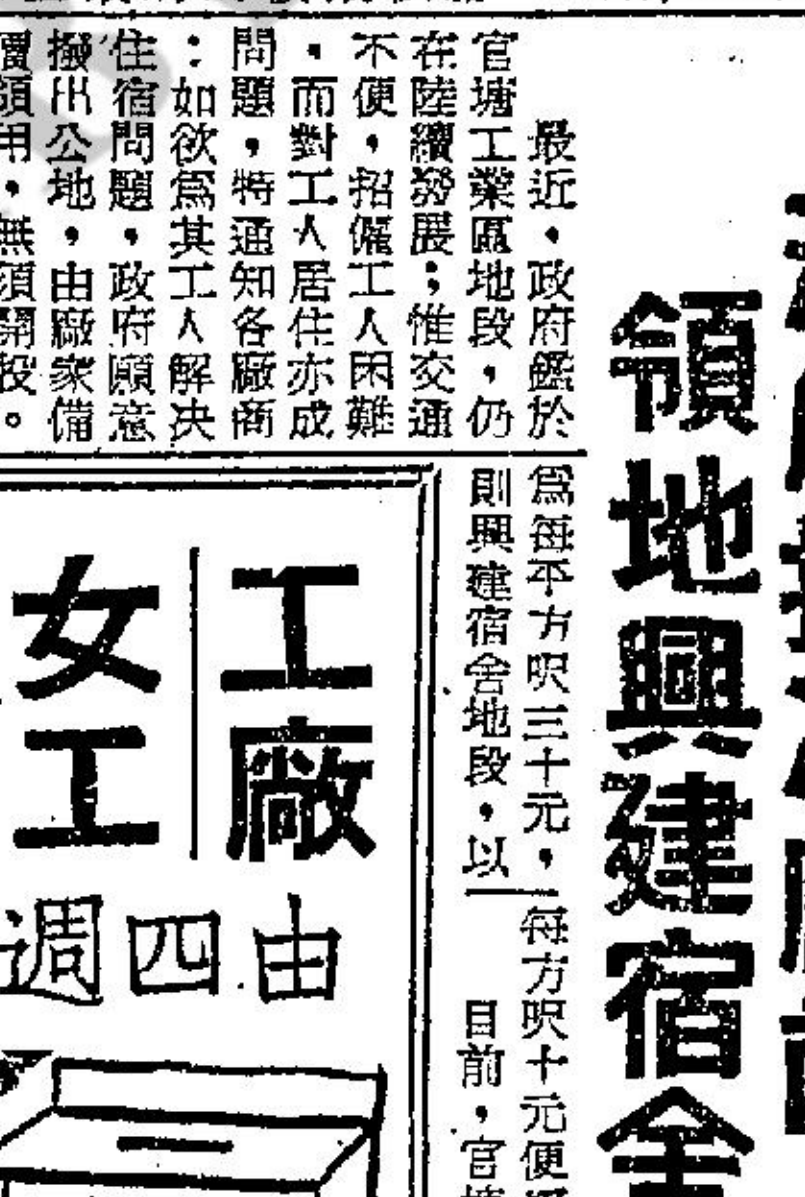 領地興建宿舍
最近，政府鑑於
官塘工業區地段，仍
在陸續發展；惟交通
不便，招僱工人困難
，而對工人居住亦成
問題，特通知各廠商
：如欲爲其工人解决
住宿問題，政府願意
撥出公地，由廠家備
價領用，無須開投。
爲每平方呎三十元，
則興建宿舍地段，以
每方呎十元便
目前，官塘
工廠
女工
由四週